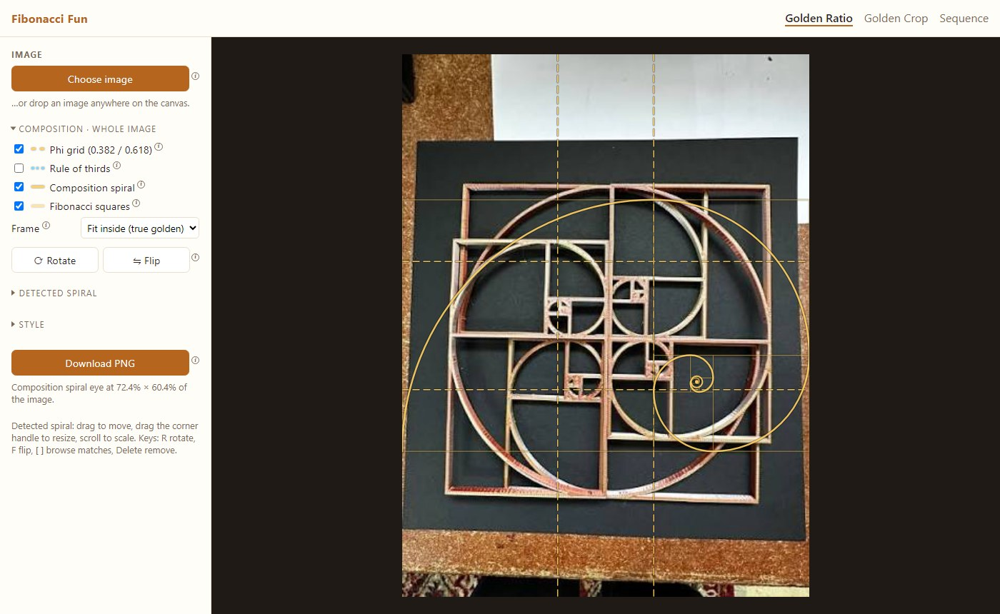 Fibonacci Fun
Golden Ratio Golden Crop Sequence
IMAGE
Choose image
...or drop an image anywhere on the canvas.
COMPOSITION · WHOLE IMAGE
Phi grid (0.382 / 0.618)
Rule of thirds
Composition spiral
Fibonacci squares
Frame Fit inside (true golden)
Rotate Flip
DETECTED SPIRAL
STYLE
Download PNG
Composition spiral eye at 72.4% × 60.4% of
the image.
Detected spiral: drag to move, drag the corner
handle to resize, scroll to scale. Keys: R rotate,
F flip, [ ] browse matches, Delete remove.